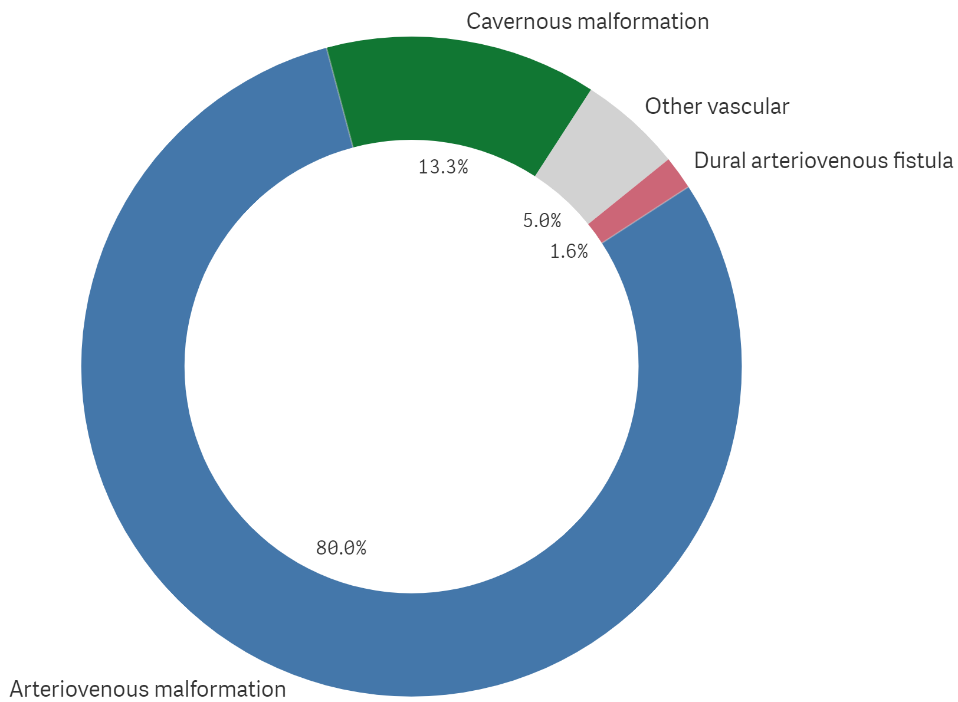 Cavernous malformation
Other vascular
Dural arteriovenous fistula
13.3%
5.0%
1.6%
80.0%
Arteriovenous malformation